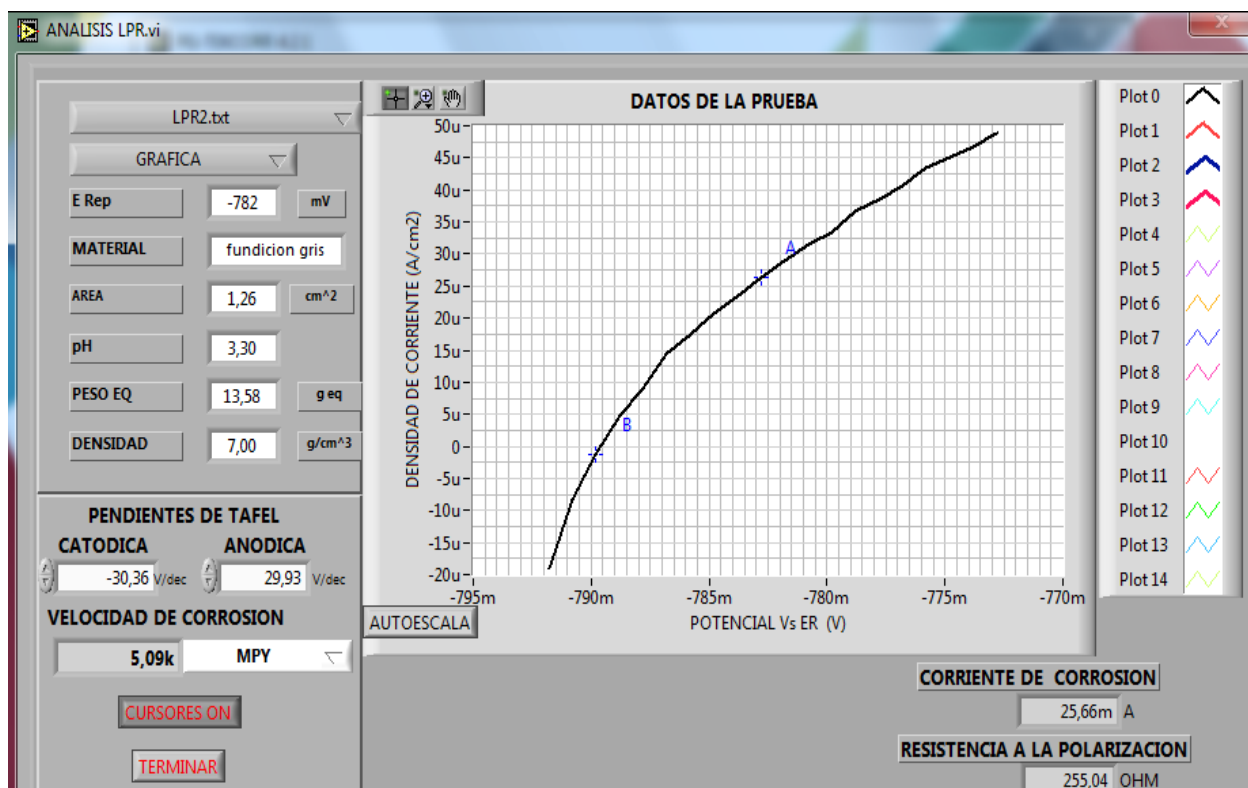 ANALISIS LPR.vi
LPR2.txt
GRAFICA
E Rep -782 mV
MATERIAL fundicion gris
AREA 1,26 cm^2
pH 3,30
PESO EQ 13,58 g eq
DENSIDAD 7,00 g/cm^3
PENDIENTES DE TAFEL
CATODICA ANODICA
-30,36 V/dec 29,93 V/dec
VELOCIDAD DE CORROSION
5,09k MPY
CURSORES ON
TERMINAR
DATOS DE LA PRUEBA
DENSIDAD DE CORRIENTE (A/cm2)
50u
45u
40u
35u
30u
25u
20u
15u
10u
5u
0
-5u
-10u
-15u
-20u
A
B
-795m -790m -785m -780m -775m -770m
POTENCIAL Vs ER (V)
AUTOESCALA
Plot 0
Plot 1
Plot 2
Plot 3
Plot 4
Plot 5
Plot 6
Plot 7
Plot 8
Plot 9
Plot 10
Plot 11
Plot 12
Plot 13
Plot 14
CORRIENTE DE CORROSION
25,66m A
RESISTENCIA A LA POLARIZACION
255,04 OHM